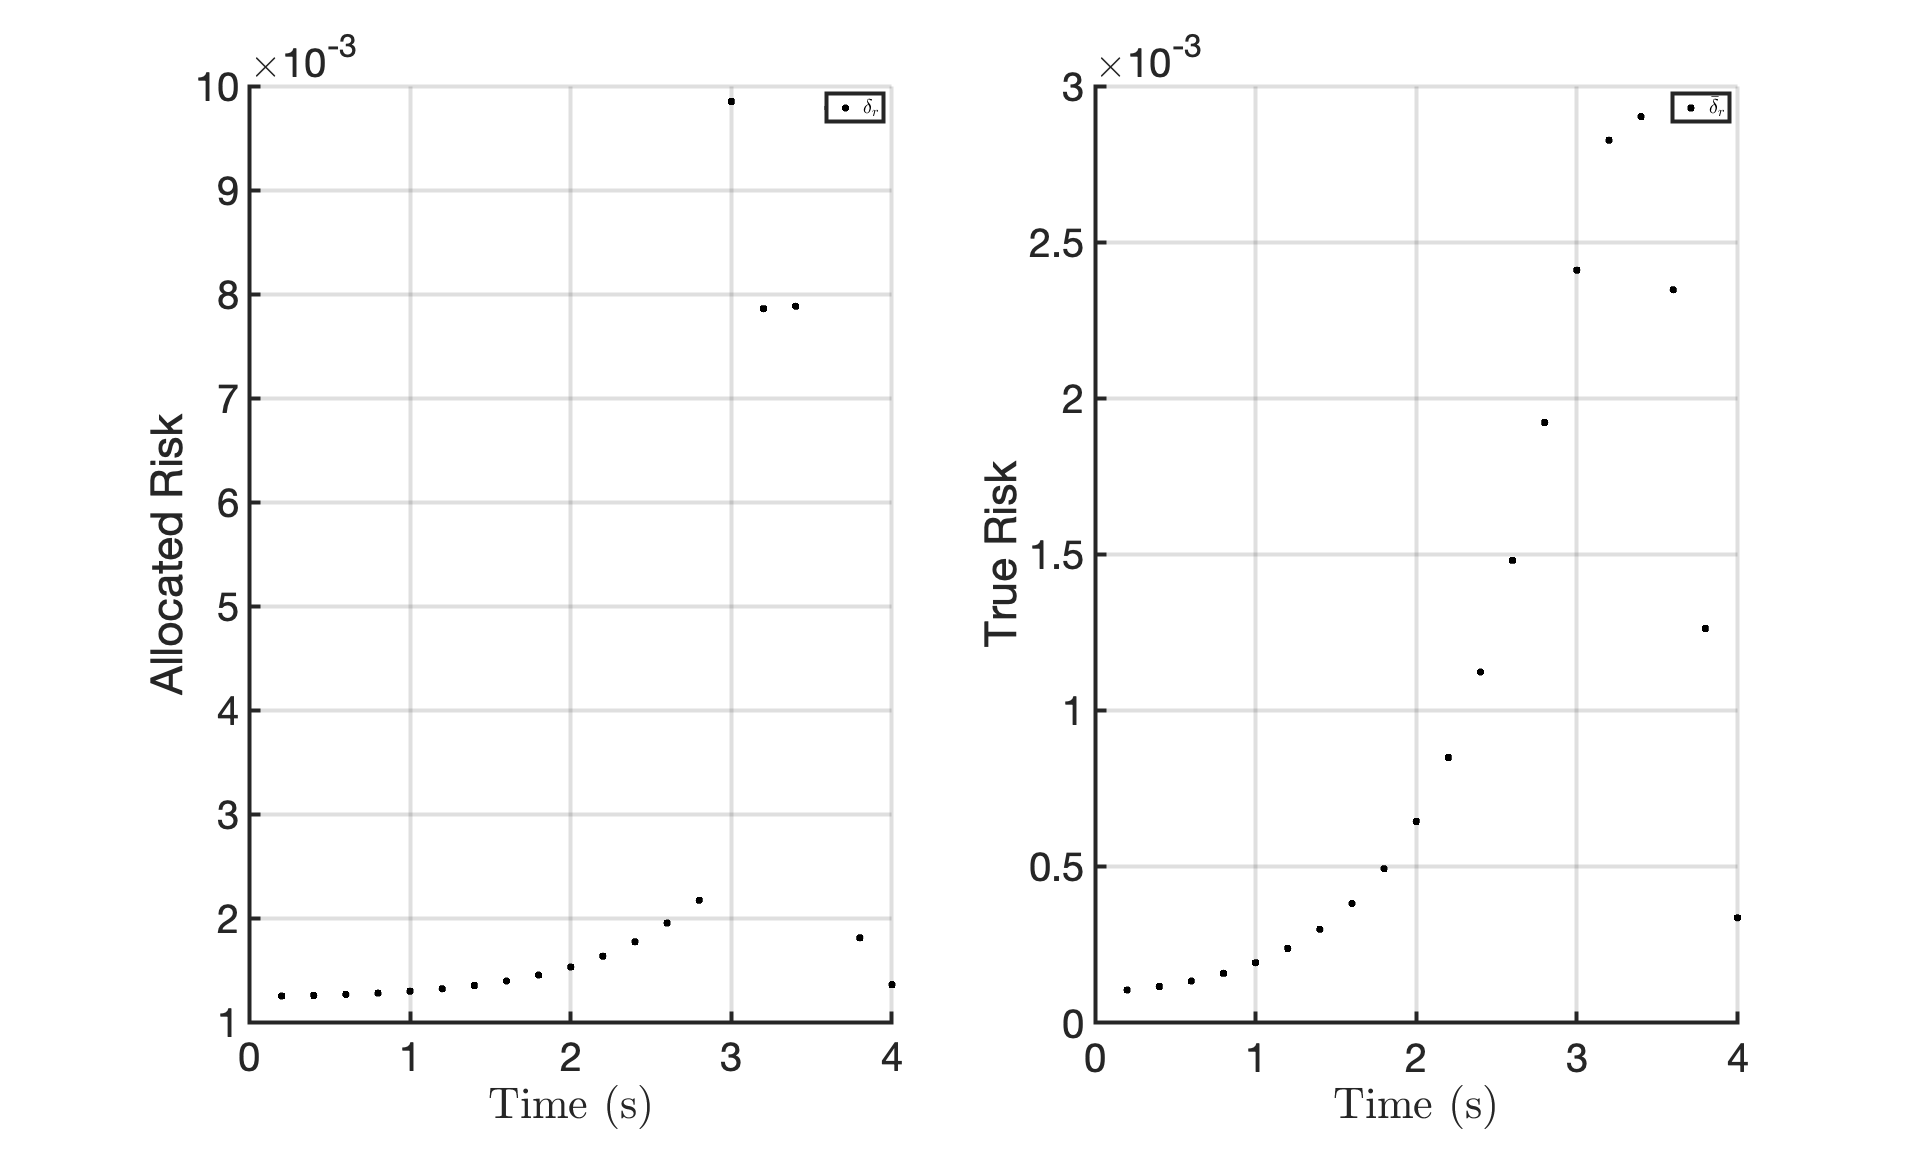 ×10⁻³
10
9
8
7
6
5
4
3
2
1
0 1 2 3 4
Allocated Risk
Time (s)
δᵣ
×10⁻³
3
2.5
2
1.5
1
0.5
0
0 1 2 3 4
True Risk
Time (s)
δ̄ᵣ